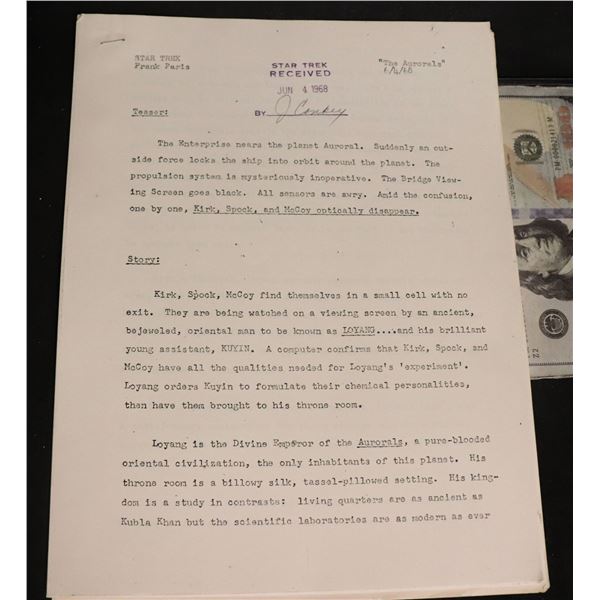 STAR TREK
Frank Paris
STAR TREK
RECEIVED
JUN 4 1968
BY J Conkey
"The Aurorals"
6/4/68
Teaser:
The Enterprise nears the planet Auroral. Suddenly an out-
side force locks the ship into orbit around the planet. The
propulsion system is mysteriously inoperative. The Bridge View-
ing Screen goes black. All sensors are awry. Amid the confusion,
one by one, Kirk, Spock, and McCoy optically disappear.
Story:
Kirk, Spock, McCoy find themselves in a small cell with no
exit. They are being watched on a viewing screen by an ancient,
bejeweled, oriental man to be known as LOYANG....and his brilliant
young assistant, KUYIN. A computer confirms that Kirk, Spock, and
McCoy have all the qualities needed for Loyang's 'experiment'.
Loyang orders Kuyin to formulate their chemical personalities,
then have them brought to his throne room.
Loyang is the Divine Emperor of the Aurorals, a pure-blooded
oriental civilization, the only inhabitants of this planet. His
throne room is a billowy silk, tassel-pillowed setting. His king-
dom is a study in contrasts: living quarters are as ancient as
Kubla Khan but the scientific laboratories are as modern as ever